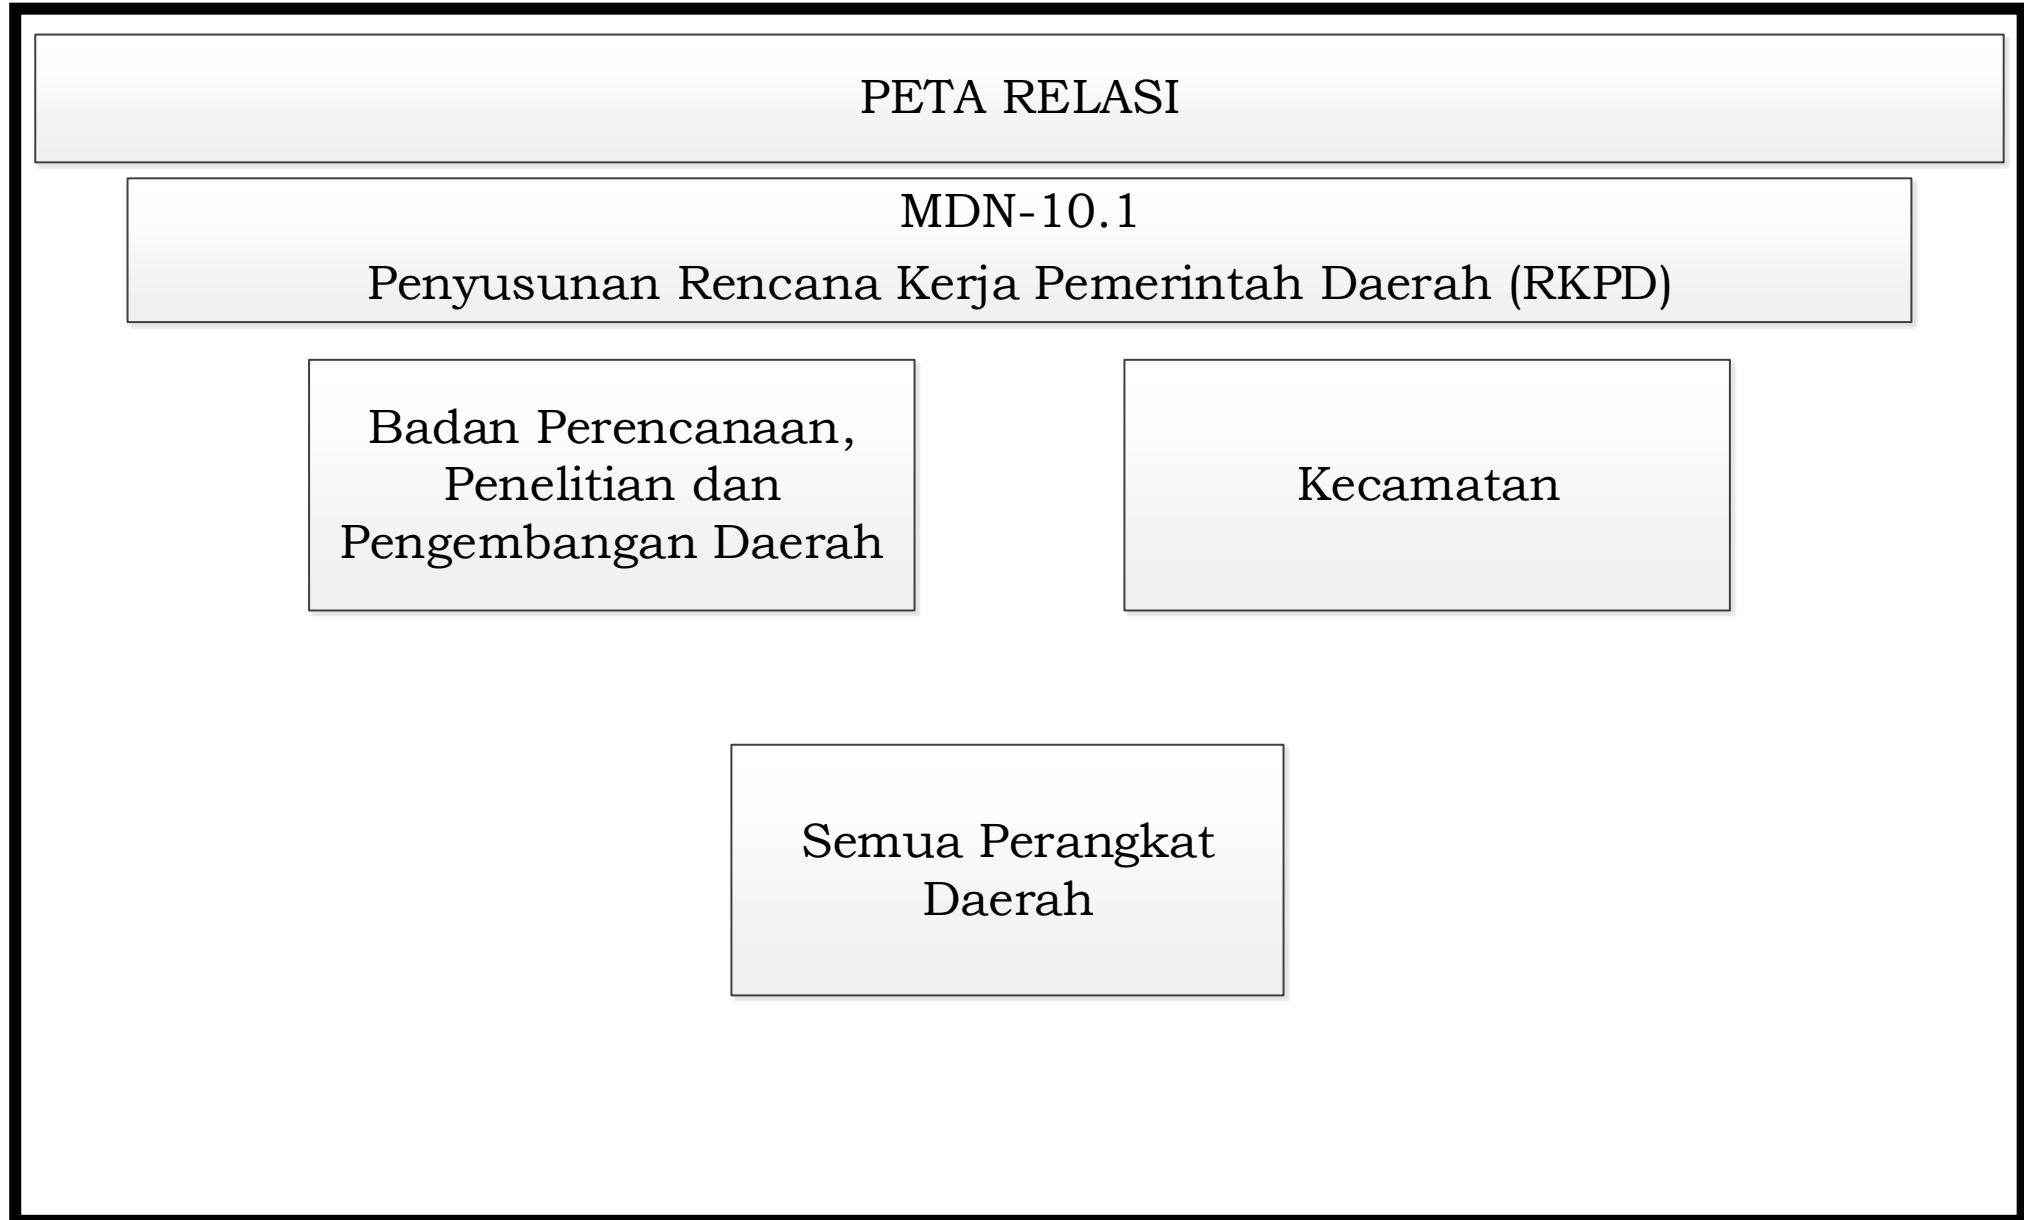 PETA RELASI
MDN-10.1
Penyusunan Rencana Kerja Pemerintah Daerah (RKPD)
Badan Perencanaan,
Penelitian dan
Pengembangan Daerah
Kecamatan
Semua Perangkat
Daerah